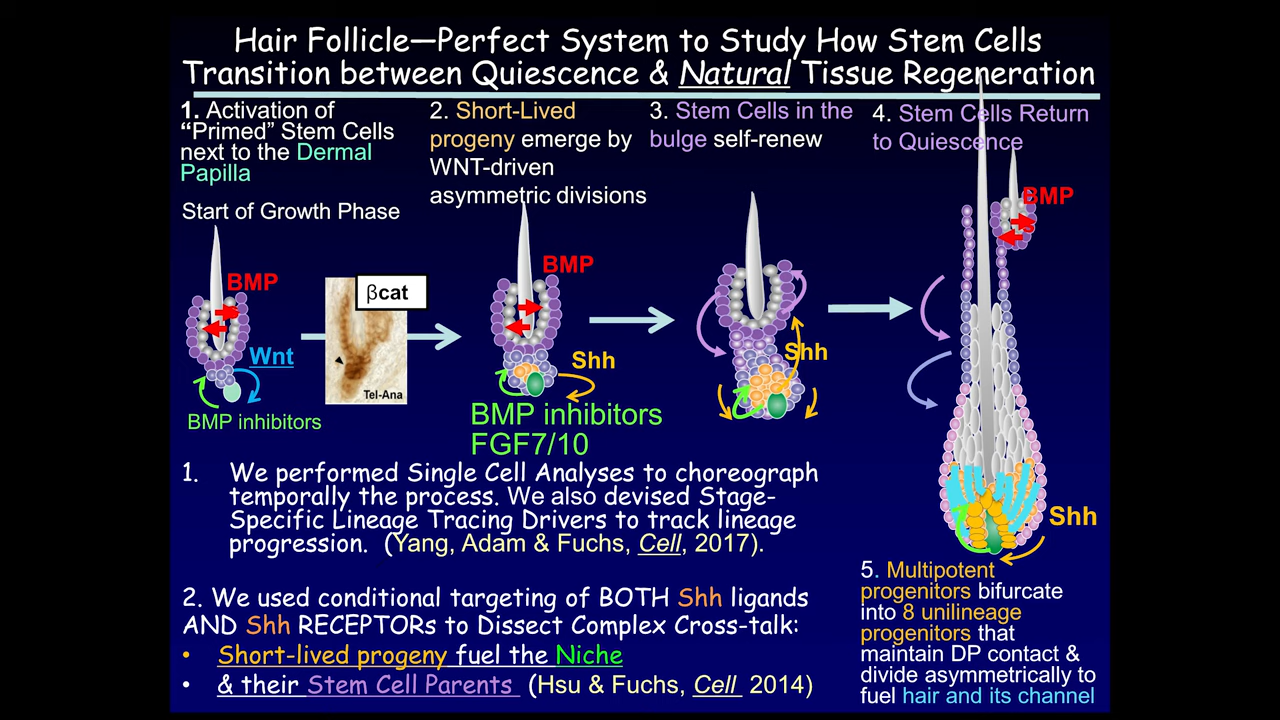 Hair Follicle—Perfect System to Study How Stem Cells
Transition between Quiescence & Natural Tissue Regeneration
1. Activation of
“Primed” Stem Cells
next to the Dermal
Papilla
Start of Growth Phase
2. Short-Lived
progeny emerge by
WNT-driven
asymmetric divisions
3. Stem Cells in the
bulge self-renew
4. Stem Cells Return
to Quiescence
BMP
Wnt
BMP inhibitors
βcat
Tel-Ana
BMP
Shh
BMP inhibitors
FGF7/10
Shh
BMP
Shh
1. We performed Single Cell Analyses to choreograph
temporally the process. We also devised Stage-
Specific Lineage Tracing Drivers to track lineage
progression. (Yang, Adam & Fuchs, Cell, 2017).
2. We used conditional targeting of BOTH Shh ligands
AND Shh RECEPTORs to Dissect Complex Cross-talk:
• Short-lived progeny fuel the Niche
• & their Stem Cell Parents (Hsu & Fuchs, Cell 2014)
5. Multipotent
progenitors bifurcate
into 8 unilineage
progenitors that
maintain DP contact &
divide asymmetrically to
fuel hair and its channel